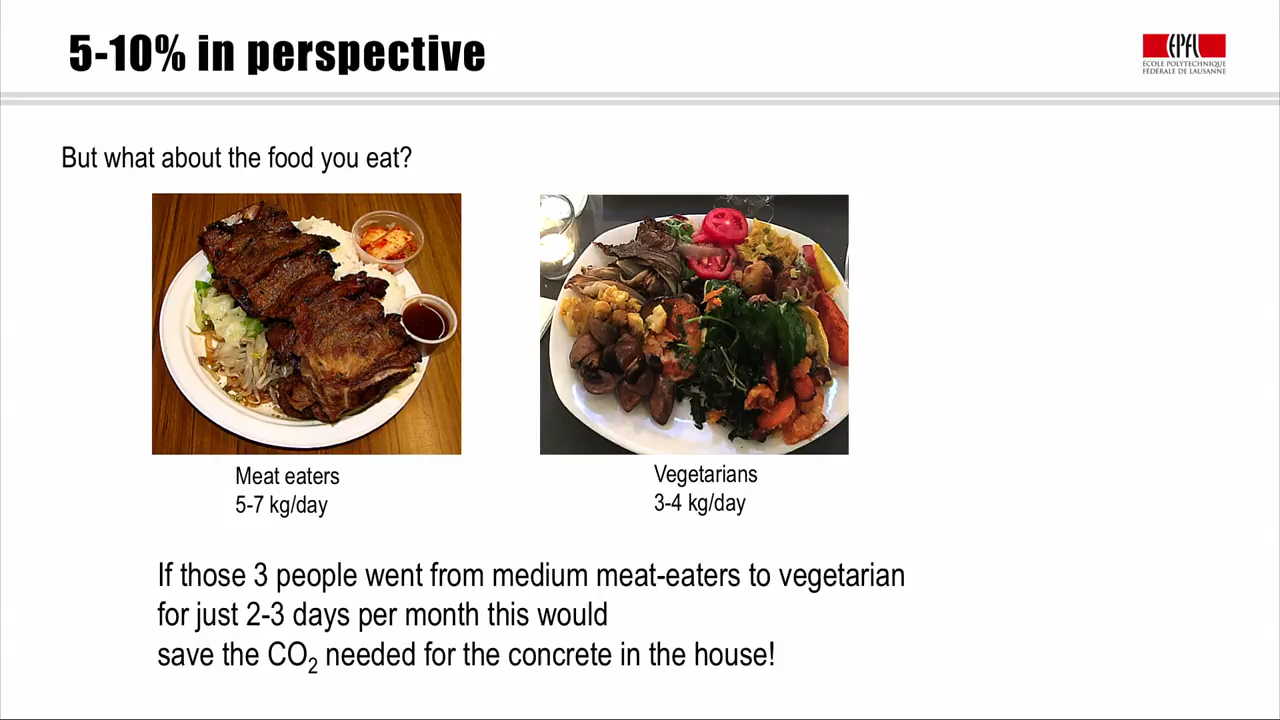 5-10% in perspective
EPFL
ÉCOLE POLYTECHNIQUE
FÉDÉRALE DE LAUSANNE
But what about the food you eat?
Meat eaters
5-7 kg/day
Vegetarians
3-4 kg/day
If those 3 people went from medium meat-eaters to vegetarian
for just 2-3 days per month this would
save the CO₂ needed for the concrete in the house!